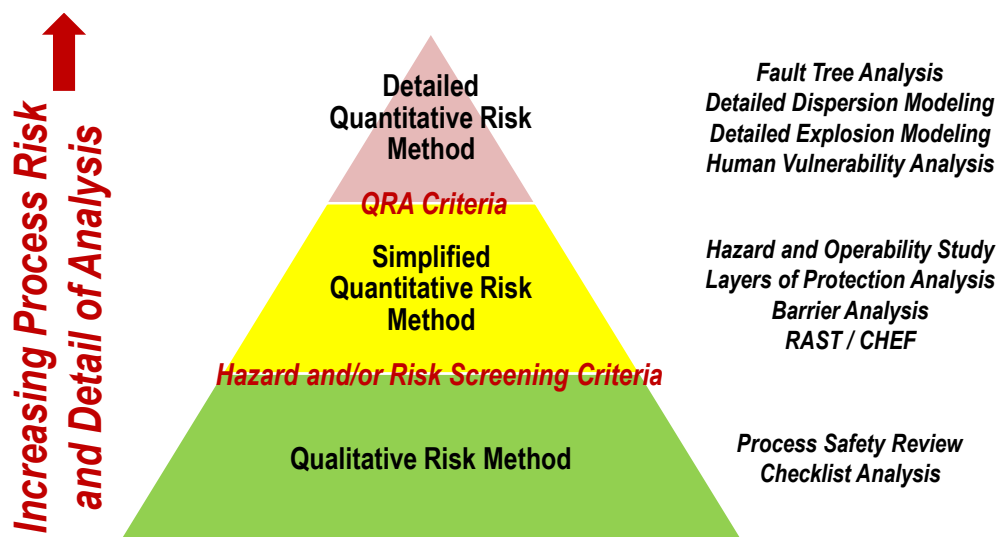 Increasing Process Risk
and Detail of Analysis
Detailed
Quantitative Risk
Method
Fault Tree Analysis
Detailed Dispersion Modeling
Detailed Explosion Modeling
Human Vulnerability Analysis
QRA Criteria
Simplified
Quantitative Risk
Method
Hazard and Operability Study
Layers of Protection Analysis
Barrier Analysis
RAST / CHEF
Hazard and/or Risk Screening Criteria
Qualitative Risk Method
Process Safety Review
Checklist Analysis